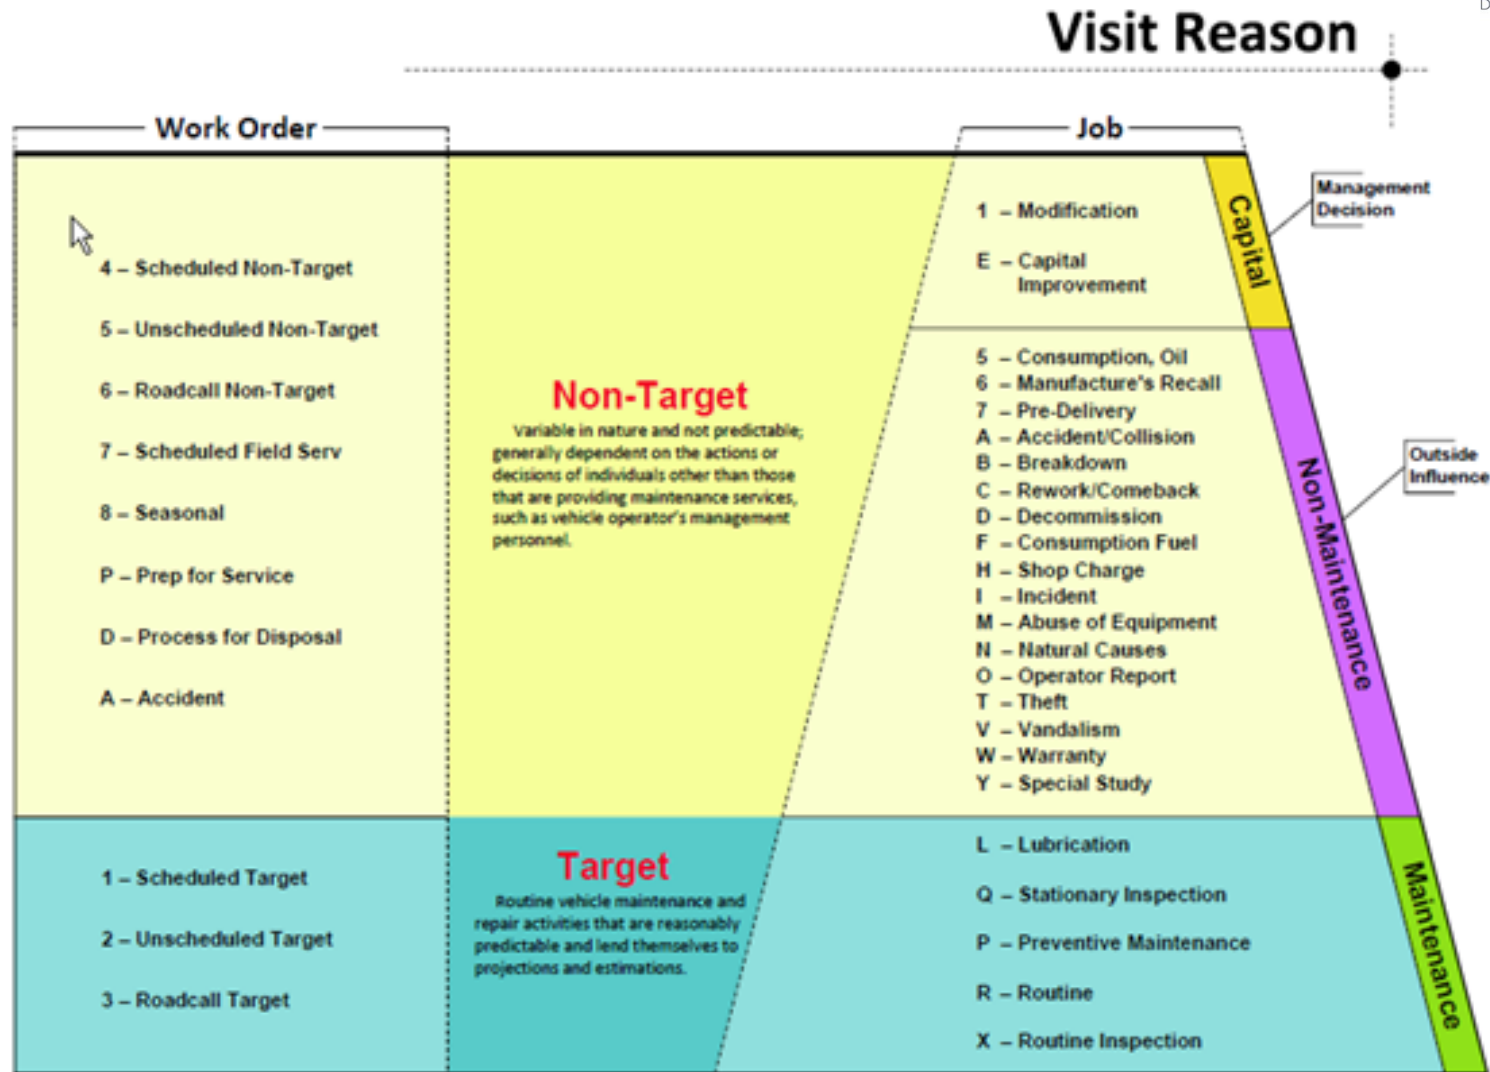 D
Visit Reason
Work Order
Job
4 – Scheduled Non-Target
5 – Unscheduled Non-Target
6 – Roadcall Non-Target
7 – Scheduled Field Serv
8 – Seasonal
P – Prep for Service
D – Process for Disposal
A – Accident
Non-Target
Variable in nature and not predictable;
generally dependent on the actions or
decisions of individuals other than those
that are providing maintenance services,
such as vehicle operator's management
personnel.
1 – Modification
E – Capital
Improvement
Capital
Management
Decision
5 – Consumption, Oil
6 – Manufacture's Recall
7 – Pre-Delivery
A – Accident/Collision
B – Breakdown
C – Rework/Comeback
D – Decommission
F – Consumption Fuel
H – Shop Charge
I – Incident
M – Abuse of Equipment
N – Natural Causes
O – Operator Report
T – Theft
V – Vandalism
W – Warranty
Y – Special Study
Non-Maintenance
Outside
Influence
1 – Scheduled Target
2 – Unscheduled Target
3 – Roadcall Target
Target
Routine vehicle maintenance and
repair activities that are reasonably
predictable and lend themselves to
projections and estimations.
L – Lubrication
Q – Stationary Inspection
P – Preventive Maintenance
R – Routine
X – Routine Inspection
Maintenance